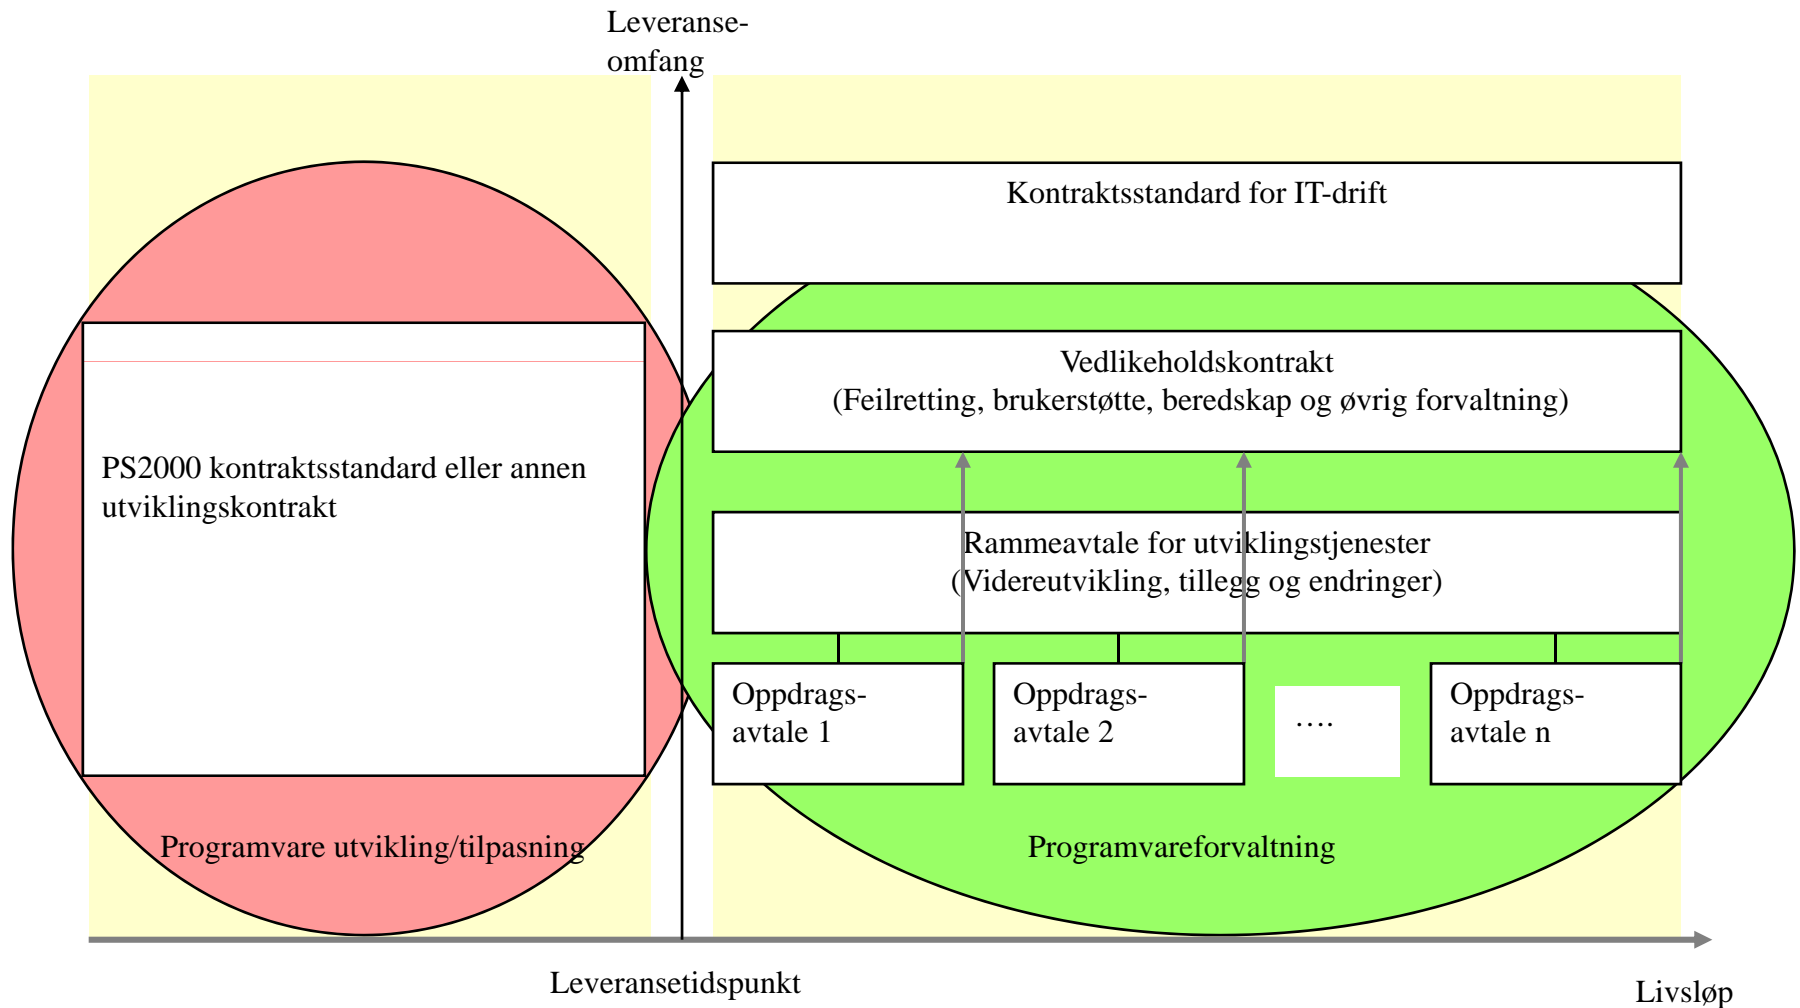 Leveranse-
omfang
Kontraktsstandard for IT-drift
Vedlikeholdskontrakt
(Feilretting, brukerstøtte, beredskap og øvrig forvaltning)
PS2000 kontraktsstandard eller annen
utviklingskontrakt
Rammeavtale for utviklingstjenester
(Videreutvikling, tillegg og endringer)
Oppdrags-
avtale 1
Oppdrags-
avtale 2
….
Oppdrags-
avtale n
Programvare utvikling/tilpasning
Programvareforvaltning
Leveransetidspunkt
Livsløp